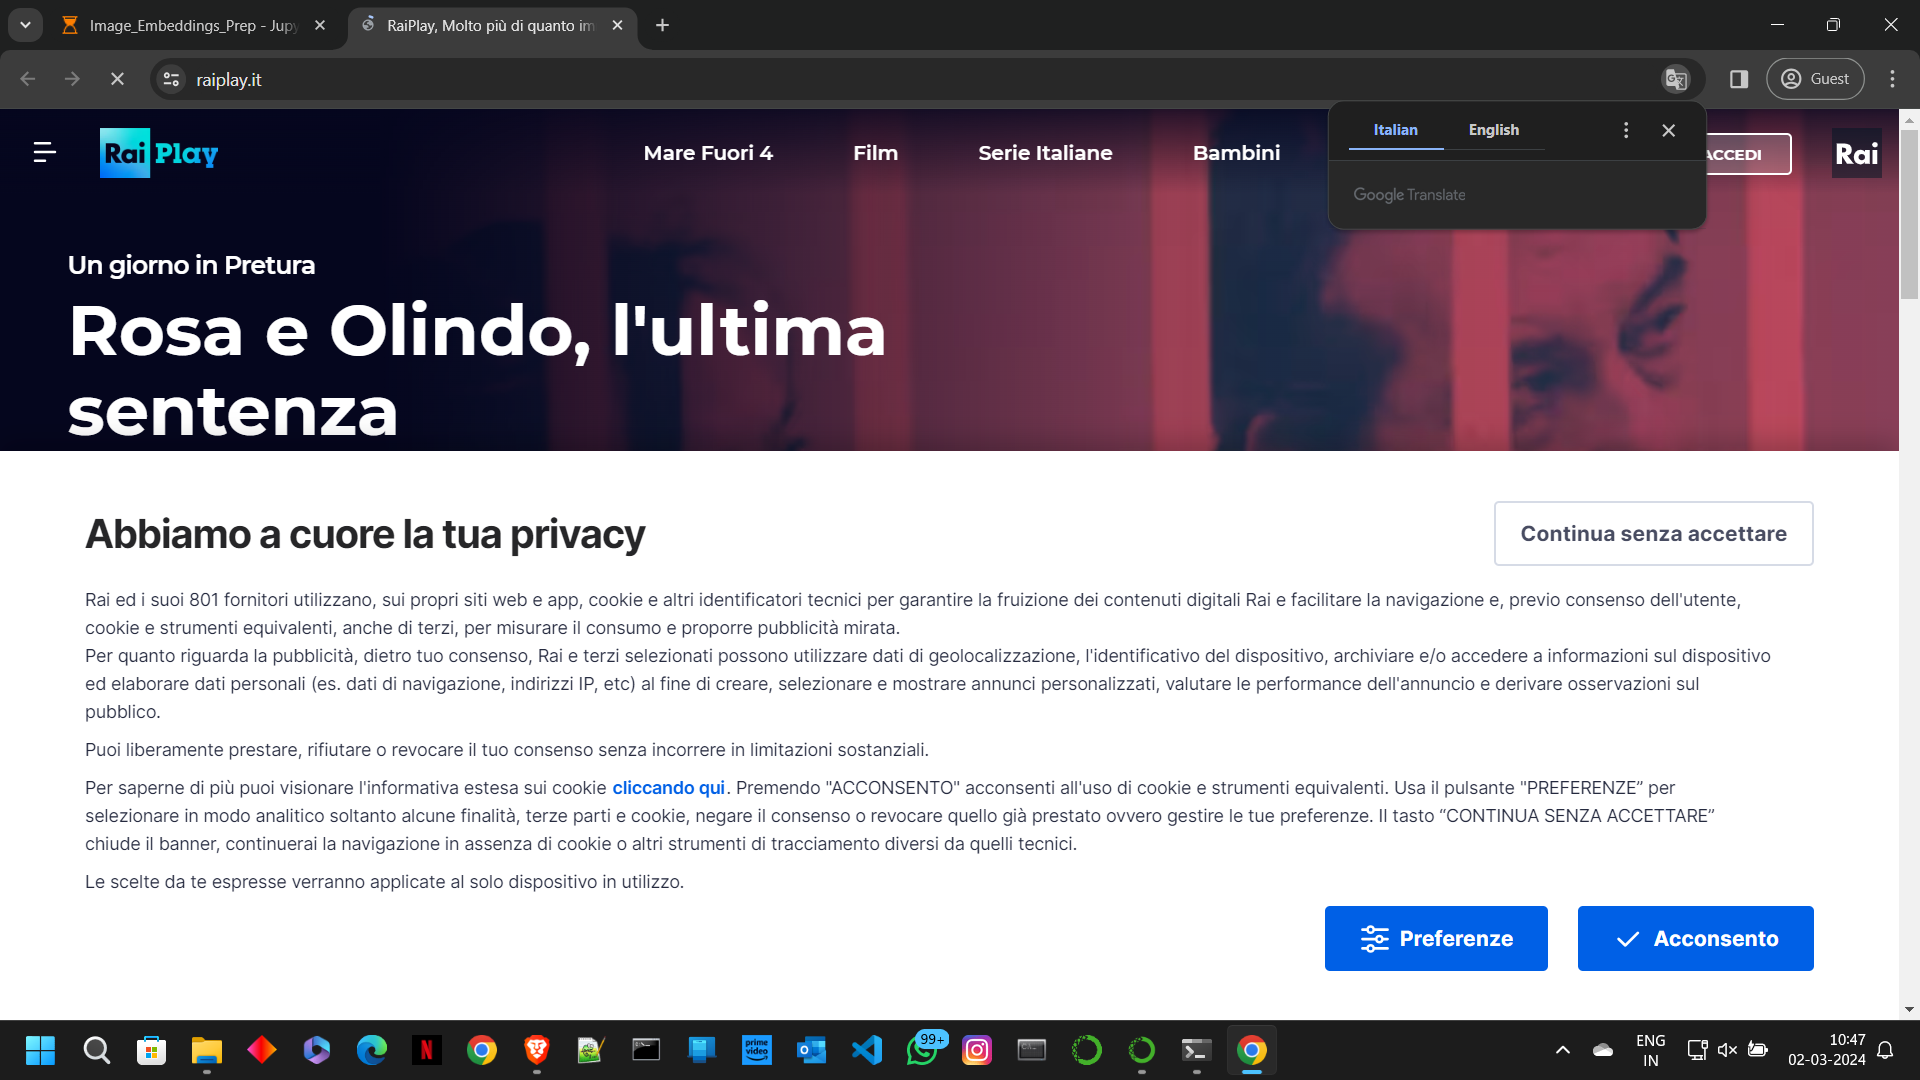 Image_Embeddings_Prep - Jupy
RaiPlay, Molto più di quanto im
raiplay.it
Guest
Rai Play
Mare Fuori 4
Film
Serie Italiane
Bambini
Italian
English
ACCEDI
Rai
Google Translate
Un giorno in Pretura
Rosa e Olindo, l'ultima
sentenza
Abbiamo a cuore la tua privacy
Continua senza accettare
Rai ed i suoi 801 fornitori utilizzano, sui propri siti web e app, cookie e altri identificatori tecnici per garantire la fruizione dei contenuti digitali Rai e facilitare la navigazione e, previo consenso dell'utente,
cookie e strumenti equivalenti, anche di terzi, per misurare il consumo e proporre pubblicità mirata.
Per quanto riguarda la pubblicità, dietro tuo consenso, Rai e terzi selezionati possono utilizzare dati di geolocalizzazione, l'identificativo del dispositivo, archiviare e/o accedere a informazioni sul dispositivo
ed elaborare dati personali (es. dati di navigazione, indirizzi IP, etc) al fine di creare, selezionare e mostrare annunci personalizzati, valutare le performance dell'annuncio e derivare osservazioni sul
pubblico.
Puoi liberamente prestare, rifiutare o revocare il tuo consenso senza incorrere in limitazioni sostanziali.
Per saperne di più puoi visionare l'informativa estesa sui cookie cliccando qui. Premendo "ACCONSENTO" acconsenti all'uso di cookie e strumenti equivalenti. Usa il pulsante "PREFERENZE” per
selezionare in modo analitico soltanto alcune finalità, terze parti e cookie, negare il consenso o revocare quello già prestato ovvero gestire le tue preferenze. Il tasto “CONTINUA SENZA ACCETTARE”
chiude il banner, continuerai la navigazione in assenza di cookie o altri strumenti di tracciamento diversi da quelli tecnici.
Le scelte da te espresse verranno applicate al solo dispositivo in utilizzo.
Preferenze
Acconsento
prime video
99+
ENG
IN
10:47
02-03-2024